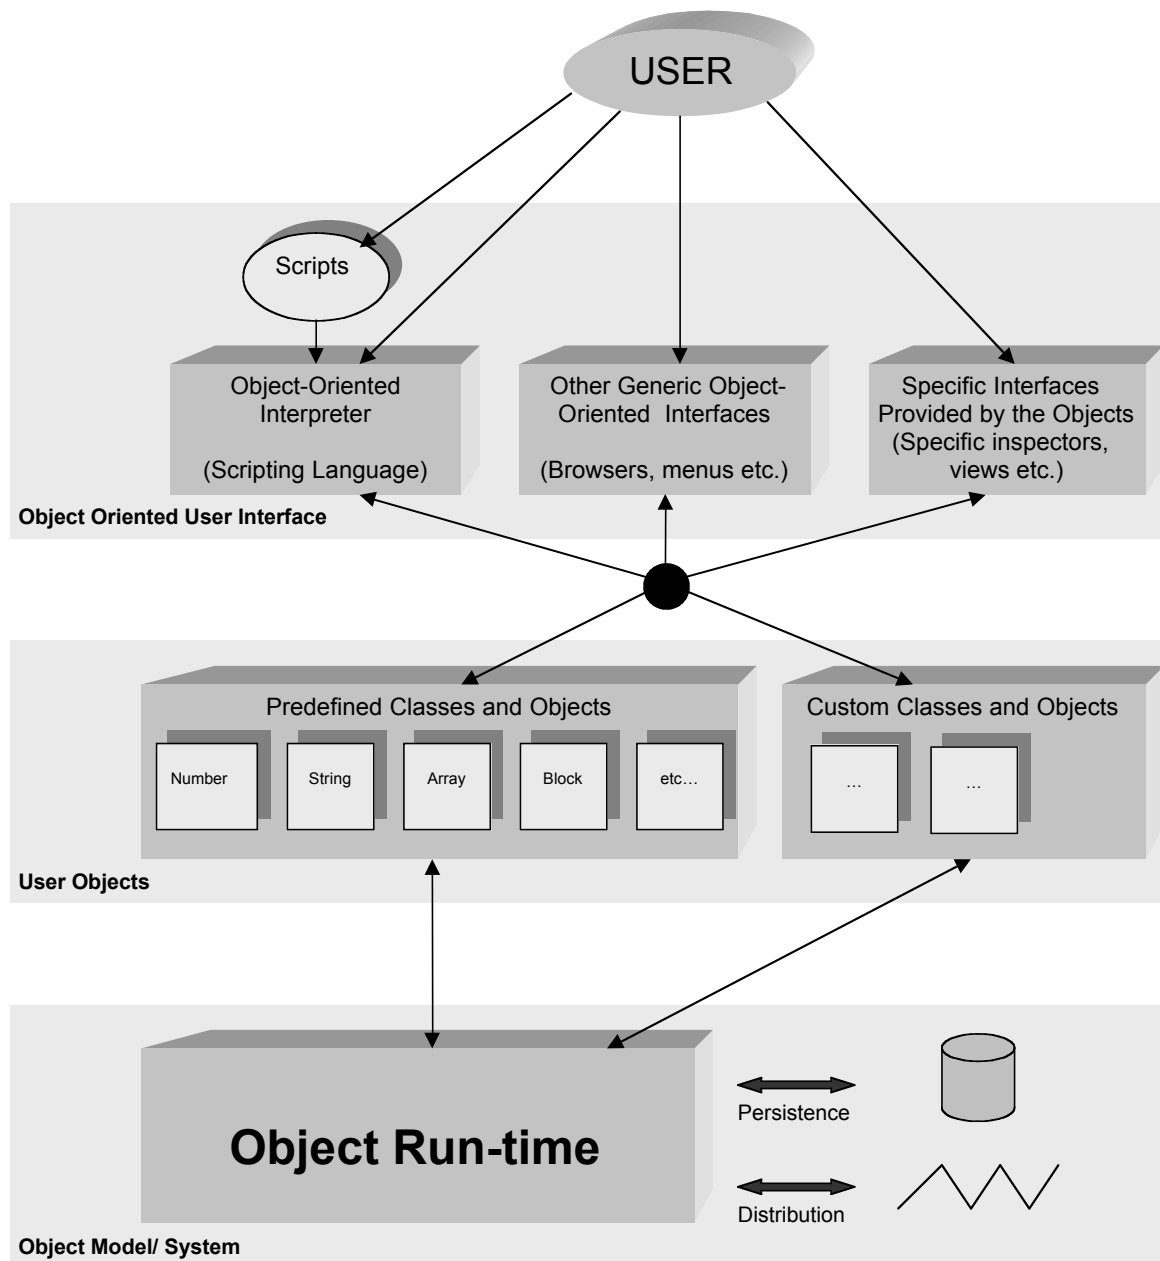 USER
Scripts
Object-Oriented
Interpreter
(Scripting Language)
Other Generic Object-
Oriented Interfaces
(Browsers, menus etc.)
Specific Interfaces
Provided by the Objects
(Specific inspectors,
views etc.)
Object Oriented User Interface
Predefined Classes and Objects
Number
String
Array
Block
etc…
Custom Classes and Objects
…
…
User Objects
Object Run-time
Persistence
Distribution
Object Model/ System